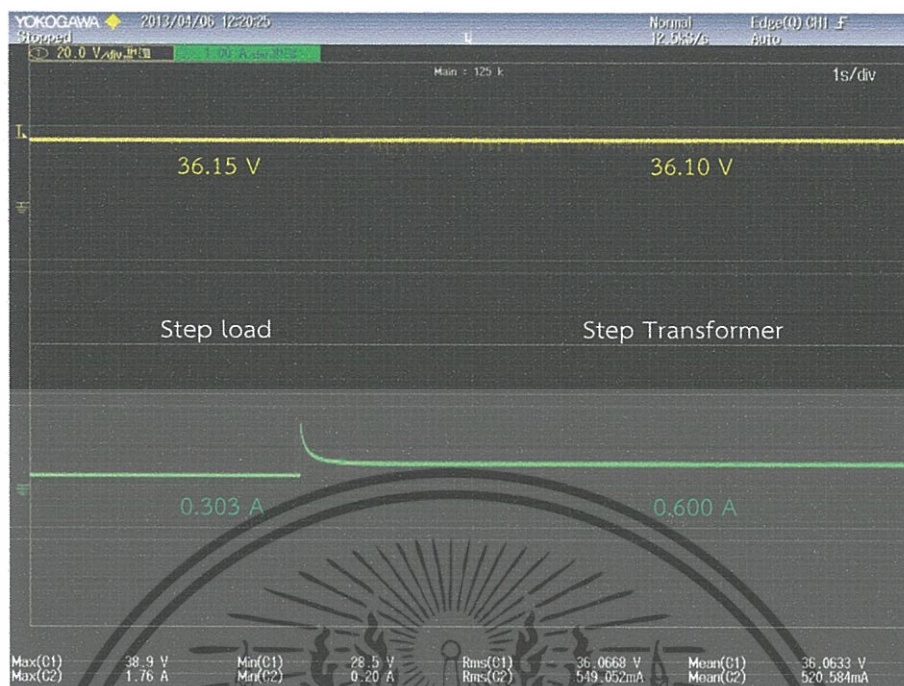 YOKOGAWA 2013/04/06 12:20:25 Normal Edge(Q) CH1
Stopped 12.5kS/s Auto
20.0 V/div 1.00 A/div
Main : 125 k 1s/div
36.15 V 36.10 V
Step load Step Transformer
0.303 A 0.600 A
Max(C1) 38.9 V Min(C1) 28.5 V Rms(C1) 36.0668 V Mean(C1) 36.0633 V
Max(C2) 1.76 A Min(C2) 0.20 A Rms(C2) 549.052mA Mean(C2) 520.584mA